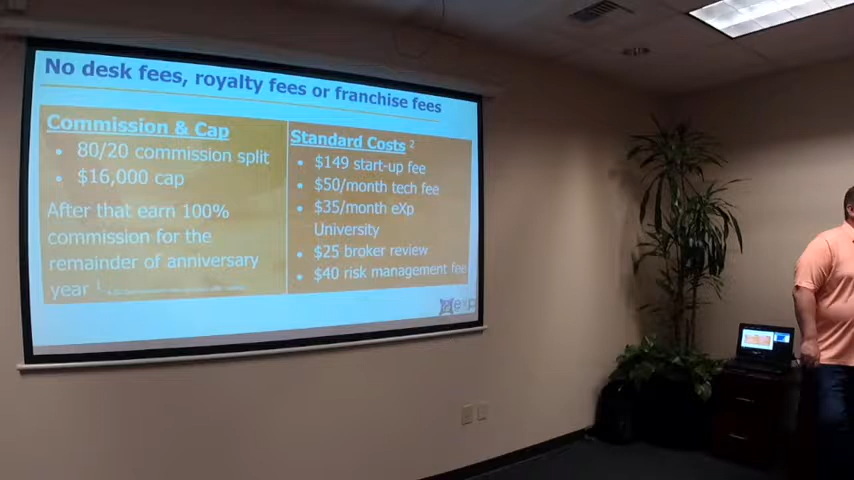 No desk fees, royalty fees or franchise fees
Commission & Cap
• 80/20 commission split
• $16,000 cap
After that earn 100%
commission for the
remainder of anniversary
year 1
Standard Costs 2
• $149 start-up fee
• $50/month tech fee
• $35/month eXp
University
• $25 broker review
• $40 risk management fee
exp